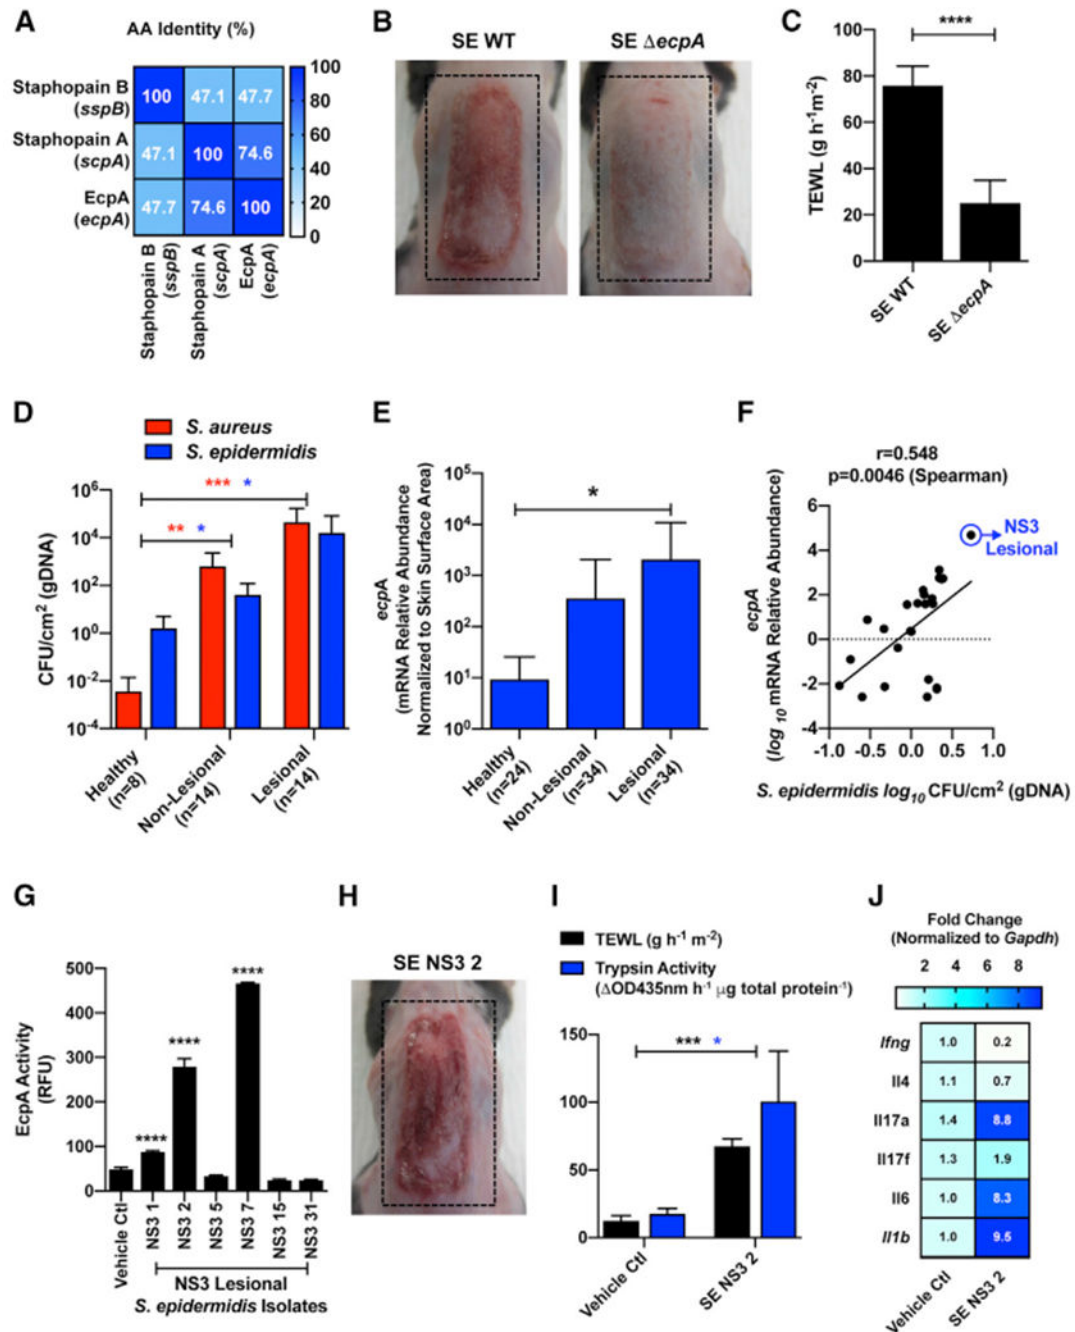 A
AA Identity (%)
Staphopain B
(sspB)
Staphopain A
(scpA)
EcpA
(ecpA)
100 47.1 47.7
47.1 100 74.6
47.7 74.6 100
100
80
60
40
20
0
Staphopain B
(sspB)
Staphopain A
(scpA)
EcpA
(ecpA)
B
SE WT
SE ΔecpA
C
TEWL (g h⁻¹m⁻²)
100
80
60
40
20
0
****
SE WT
SE ΔecpA
D
S. aureus
S. epidermidis
CFU/cm² (gDNA)
10⁶
10⁴
10²
10⁰
10⁻²
10⁻⁴
*** *
** *
Healthy
(n=8)
Non-Lesional
(n=14)
Lesional
(n=14)
E
ecpA
(mRNA Relative Abundance
Normalized to Skin Surface Area)
10⁵
10⁴
10³
10²
10¹
10⁰
*
Healthy
(n=24)
Non-Lesional
(n=34)
Lesional
(n=34)
F
r=0.548
p=0.0046 (Spearman)
ecpA
(log ₁₀ mRNA Relative Abundance)
6
4
2
0
-2
-4
NS3
Lesional
-1.0 -0.5 0.0 0.5 1.0
S. epidermidis log₁₀ CFU/cm² (gDNA)
G
EcpA Activity
(RFU)
500
400
300
200
100
0
****
****
****
Vehicle Ctl
NS3 1
NS3 2
NS3 5
NS3 7
NS3 15
NS3 31
NS3 Lesional
S. epidermidis Isolates
H
SE NS3 2
I
TEWL (g h⁻¹ m⁻²)
Trypsin Activity
(ΔOD435nm h⁻¹ µg total protein⁻¹)
150
100
50
0
*** *
Vehicle Ctl
SE NS3 2
J
Fold Change
(Normalized to Gapdh)
2 4 6 8
Ifng 1.0 0.2
Il4 1.1 0.7
Il17a 1.4 8.8
Il17f 1.3 1.9
Il6 1.0 8.3
Il1b 1.0 9.5
Vehicle Ctl
SE NS3 2